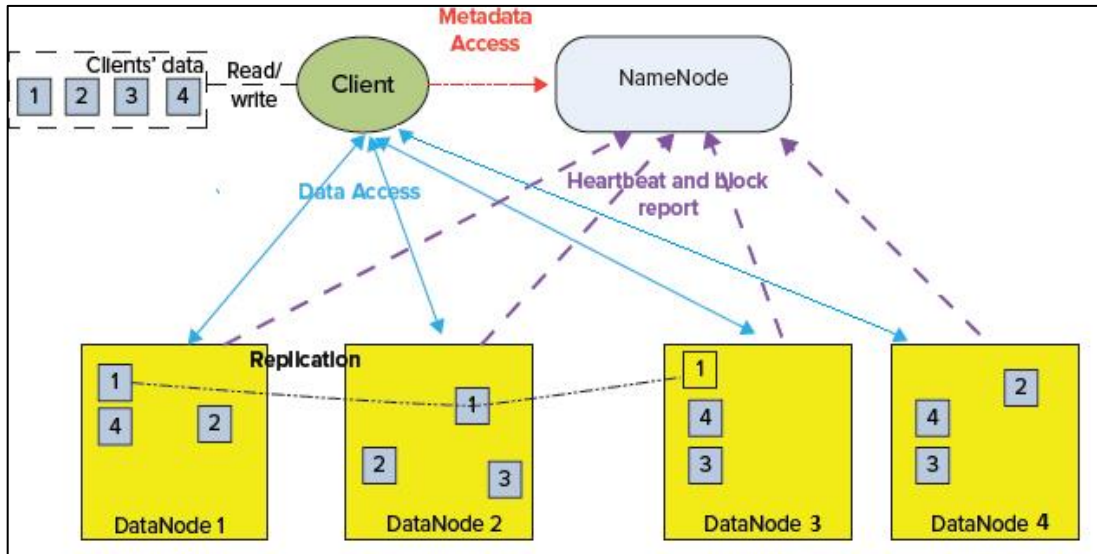 Metadata
Access
Clients' data
1 2 3 4
Read/
write
Client
NameNode
Data Access
Heartbeat and block
report
Replication
1
4
2
DataNode 1
1
2
3
DataNode 2
1
4
3
DataNode 3
2
4
3
DataNode 4